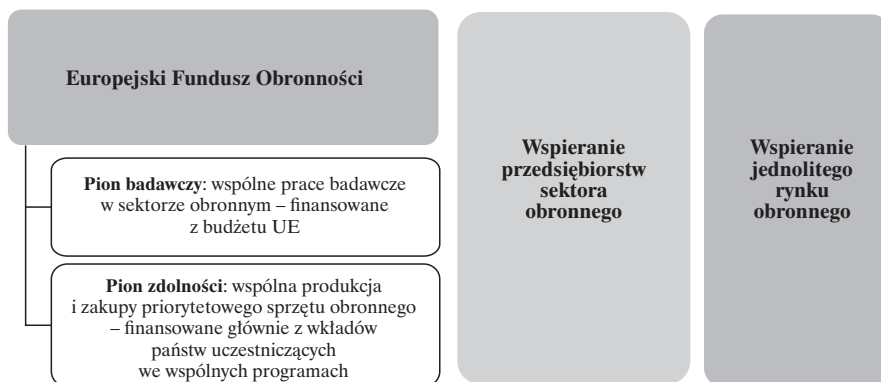 Europejski Fundusz Obronności
Pion badawczy: wspólne prace badawcze
w sektorze obronnym – finansowane
z budżetu UE
Pion zdolności: wspólna produkcja
i zakupy priorytetowego sprzętu obronnego
– finansowane głównie z wkładów
państw uczestniczących
we wspólnych programach
Wspieranie
przedsiębiorstw
sektora
obronnego
Wspieranie
jednolitego
rynku
obronnego